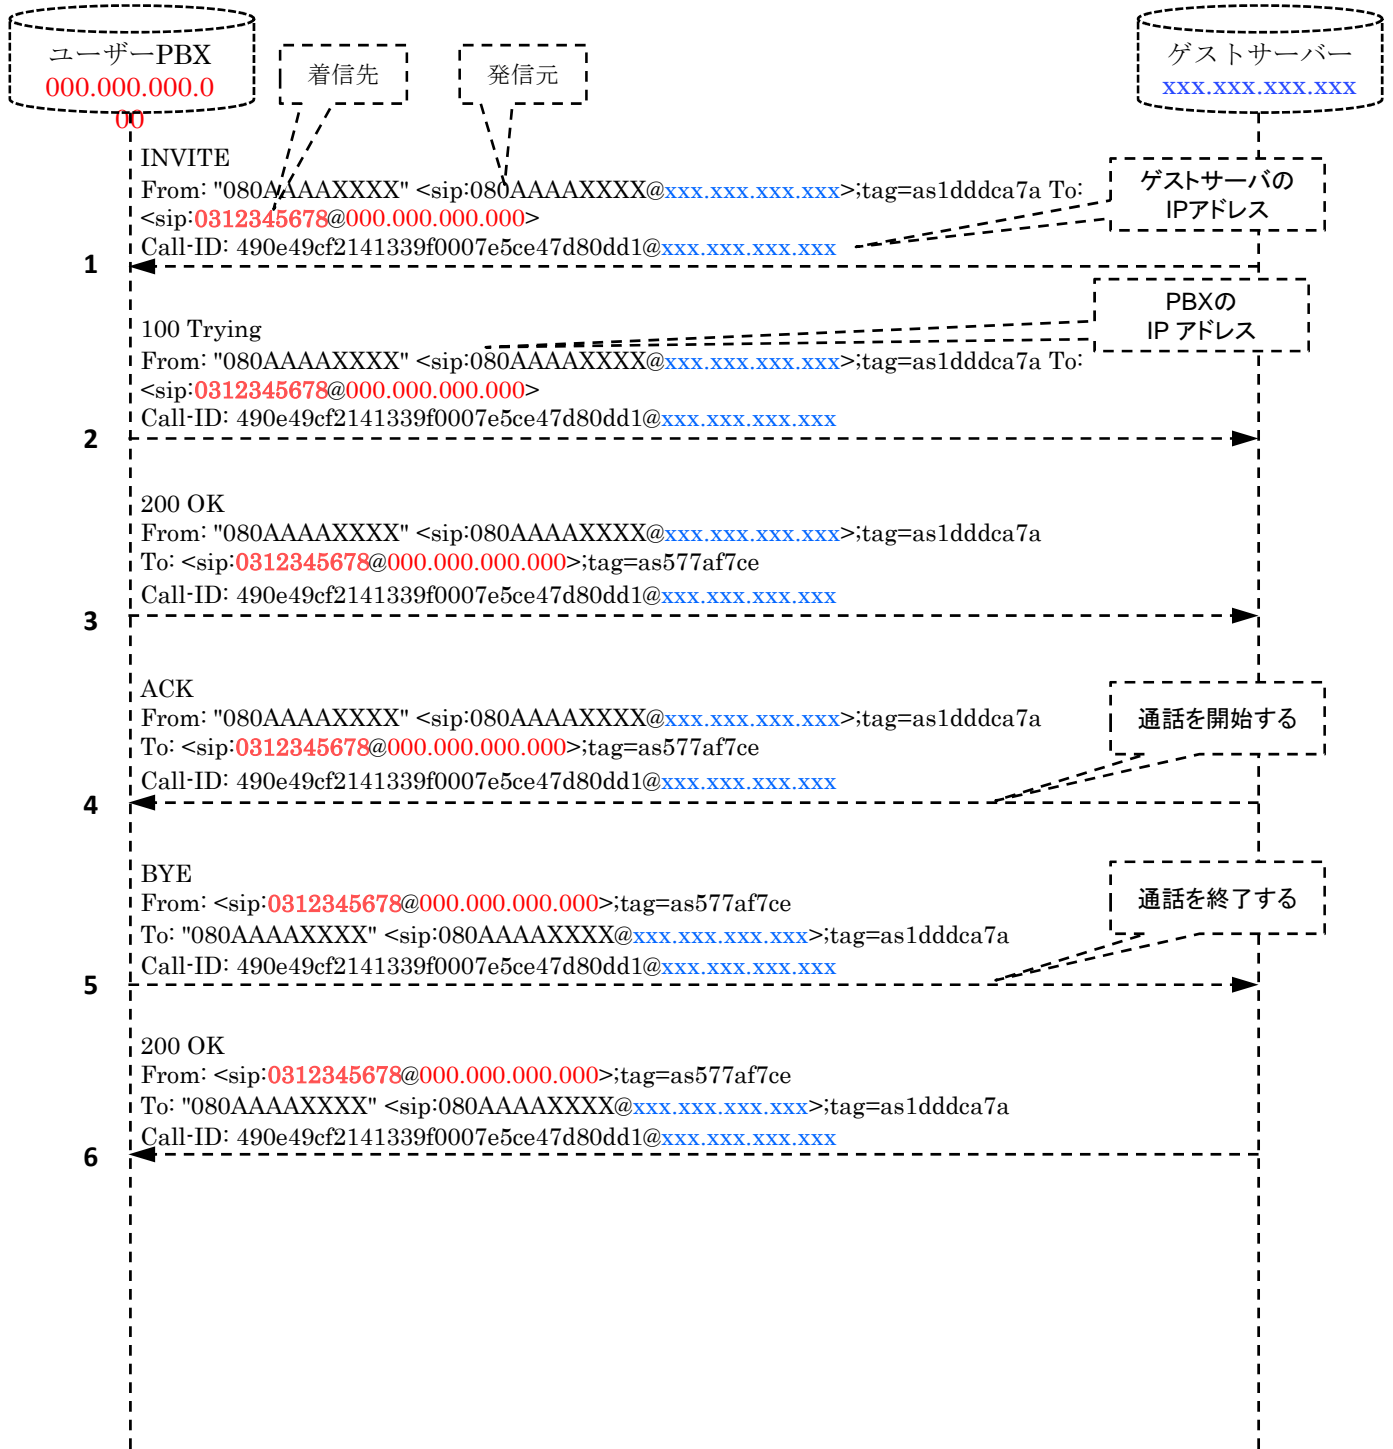 ユーザーPBX
000.000.000.0
00
着信先
発信元
ゲストサーバー
xxx.xxx.xxx.xxx
INVITE
From: "080AAAAXXXX" <sip:080AAAAXXXX@xxx.xxx.xxx.xxx>;tag=as1dddca7a To:
<sip:0312345678@000.000.000.000>
Call-ID: 490e49cf2141339f0007e5ce47d80dd1@xxx.xxx.xxx.xxx
ゲストサーバの
IPアドレス
1
PBXの
IP アドレス
100 Trying
From: "080AAAAXXXX" <sip:080AAAAXXXX@xxx.xxx.xxx.xxx>;tag=as1dddca7a To:
<sip:0312345678@000.000.000.000>
Call-ID: 490e49cf2141339f0007e5ce47d80dd1@xxx.xxx.xxx.xxx
2
200 OK
From: "080AAAAXXXX" <sip:080AAAAXXXX@xxx.xxx.xxx.xxx>;tag=as1dddca7a
To: <sip:0312345678@000.000.000.000>;tag=as577af7ce
Call-ID: 490e49cf2141339f0007e5ce47d80dd1@xxx.xxx.xxx.xxx
3
ACK
From: "080AAAAXXXX" <sip:080AAAAXXXX@xxx.xxx.xxx.xxx>;tag=as1dddca7a
To: <sip:0312345678@000.000.000.000>;tag=as577af7ce
Call-ID: 490e49cf2141339f0007e5ce47d80dd1@xxx.xxx.xxx.xxx
通話を開始する
4
BYE
From: <sip:0312345678@000.000.000.000>;tag=as577af7ce
To: "080AAAAXXXX" <sip:080AAAAXXXX@xxx.xxx.xxx.xxx>;tag=as1dddca7a
Call-ID: 490e49cf2141339f0007e5ce47d80dd1@xxx.xxx.xxx.xxx
通話を終了する
5
200 OK
From: <sip:0312345678@000.000.000.000>;tag=as577af7ce
To: "080AAAAXXXX" <sip:080AAAAXXXX@xxx.xxx.xxx.xxx>;tag=as1dddca7a
Call-ID: 490e49cf2141339f0007e5ce47d80dd1@xxx.xxx.xxx.xxx
6